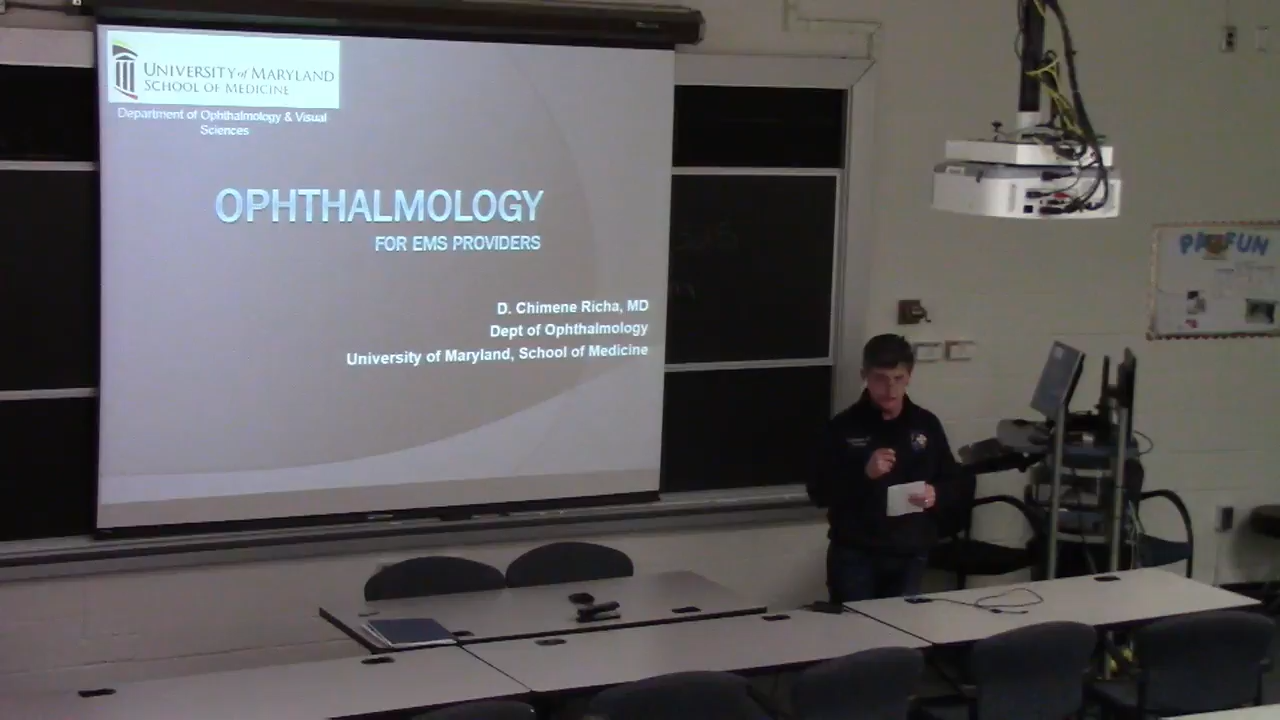 UNIVERSITY of MARYLAND
SCHOOL OF MEDICINE
Department of Ophthalmology & Visual
Sciences
OPHTHALMOLOGY
FOR EMS PROVIDERS
D. Chimene Richa, MD
Dept of Ophthalmology
University of Maryland, School of Medicine
FUN